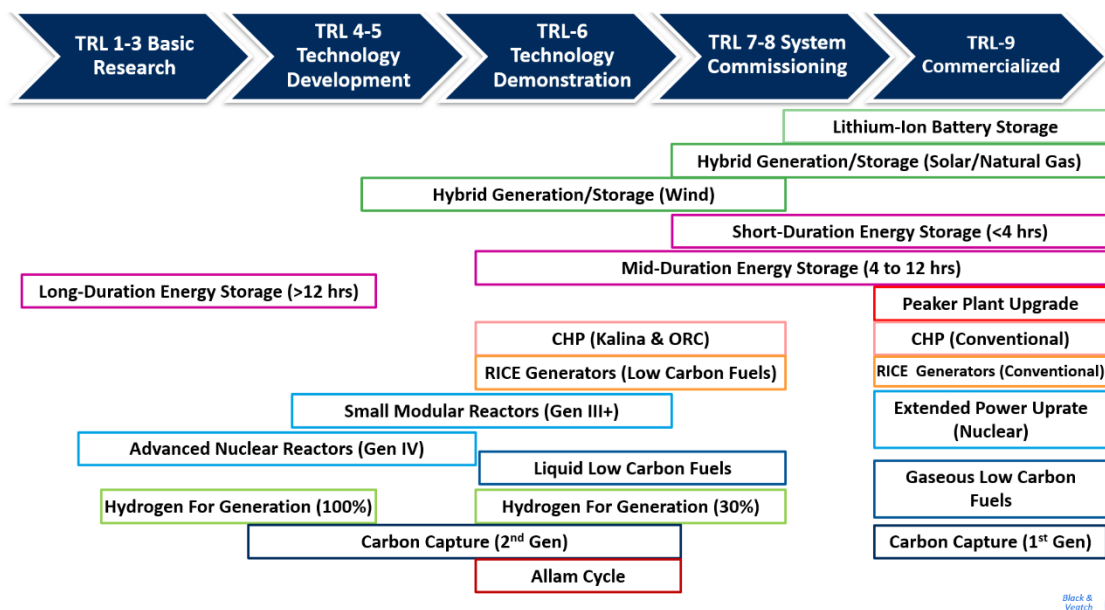 TRL 1-3 Basic
Research
TRL 4-5
Technology
Development
TRL-6
Technology
Demonstration
TRL 7-8 System
Commissioning
TRL-9
Commercialized
Lithium-Ion Battery Storage
Hybrid Generation/Storage (Solar/Natural Gas)
Hybrid Generation/Storage (Wind)
Short-Duration Energy Storage (<4 hrs)
Mid-Duration Energy Storage (4 to 12 hrs)
Long-Duration Energy Storage (>12 hrs)
Peaker Plant Upgrade
CHP (Kalina & ORC)
CHP (Conventional)
RICE Generators (Low Carbon Fuels)
RICE Generators (Conventional)
Small Modular Reactors (Gen III+)
Extended Power Uprate
(Nuclear)
Advanced Nuclear Reactors (Gen IV)
Liquid Low Carbon Fuels
Gaseous Low Carbon
Fuels
Hydrogen For Generation (100%)
Hydrogen For Generation (30%)
Carbon Capture (2nd Gen)
Carbon Capture (1st Gen)
Allam Cycle
Black &
Veatch